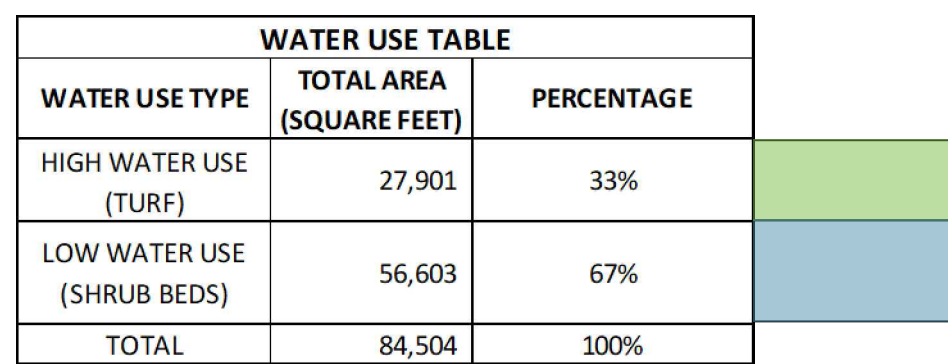 WATER USE TABLE
WATER USE TYPE
TOTAL AREA
(SQUARE FEET)
PERCENTAGE
HIGH WATER USE
(TURF)
27,901
33%
LOW WATER USE
(SHRUB BEDS)
56,603
67%
TOTAL
84,504
100%